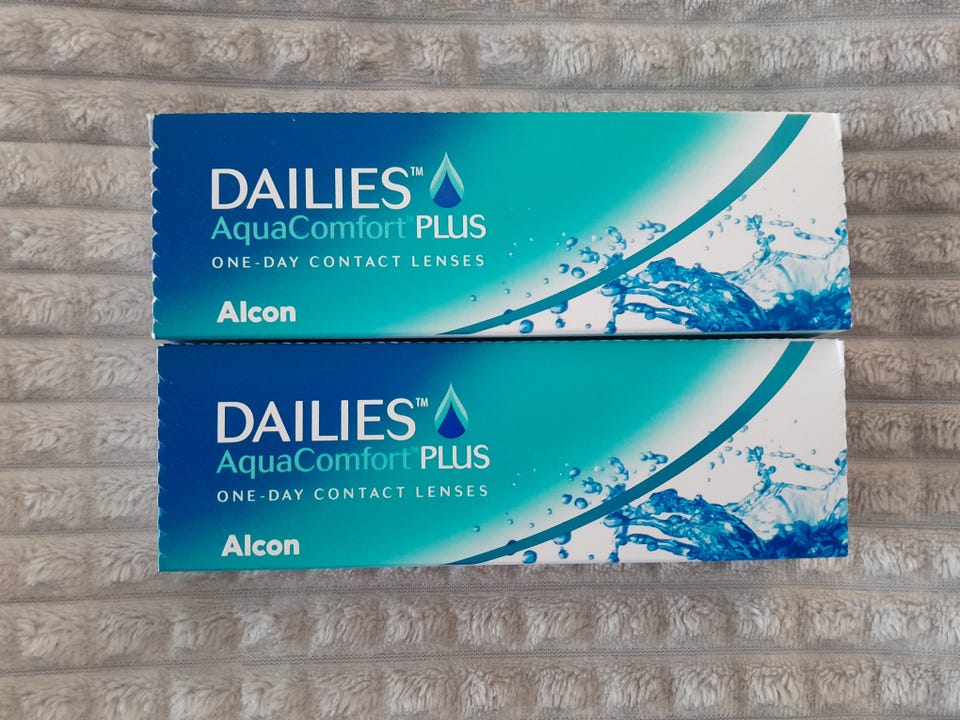 DAILIES™
AquaComfort™ PLUS
ONE-DAY CONTACT LENSES
Alcon
DAILIES™
AquaComfort™ PLUS
ONE-DAY CONTACT LENSES
Alcon